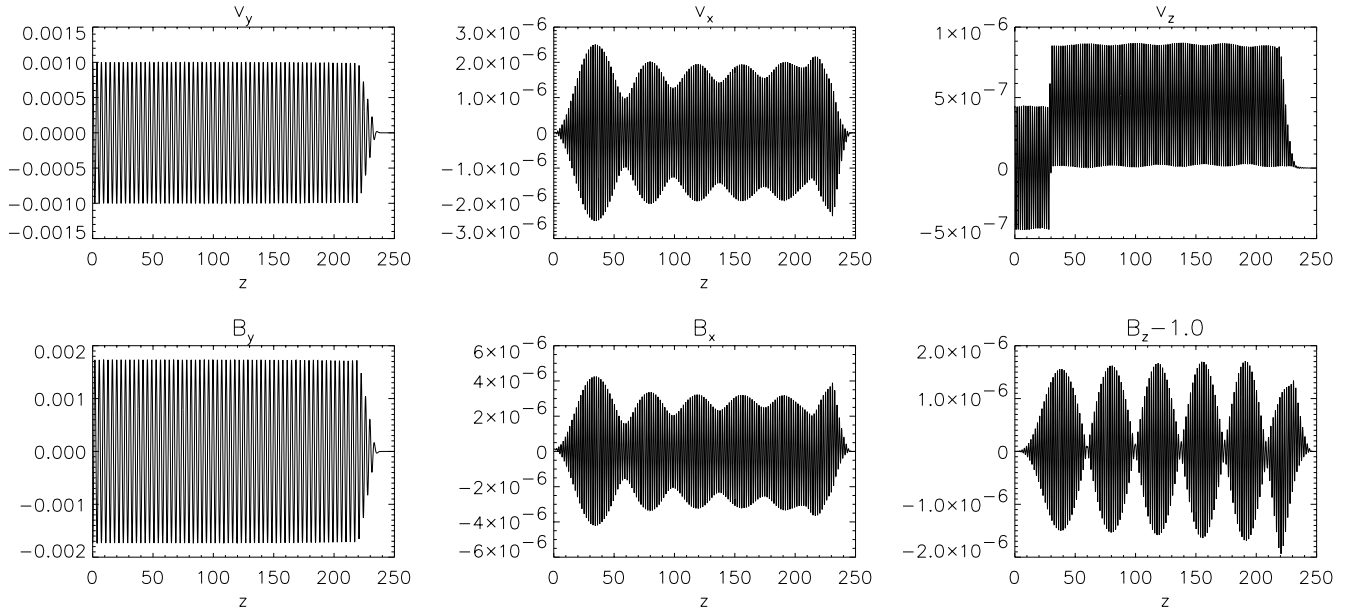 v_y
0.0015
0.0010
0.0005
0.0000
−0.0005
−0.0010
−0.0015
0 50 100 150 200 250
z
v_x
3.0×10⁻⁶
2.0×10⁻⁶
1.0×10⁻⁶
0
−1.0×10⁻⁶
−2.0×10⁻⁶
−3.0×10⁻⁶
0 50 100 150 200 250
z
v_z
1×10⁻⁶
5×10⁻⁷
0
−5×10⁻⁷
0 50 100 150 200 250
z
B_y
0.002
0.001
0.000
−0.001
−0.002
0 50 100 150 200 250
z
B_x
6×10⁻⁶
4×10⁻⁶
2×10⁻⁶
0
−2×10⁻⁶
−4×10⁻⁶
−6×10⁻⁶
0 50 100 150 200 250
z
B_z−1.0
2.0×10⁻⁶
1.0×10⁻⁶
0
−1.0×10⁻⁶
−2.0×10⁻⁶
0 50 100 150 200 250
z